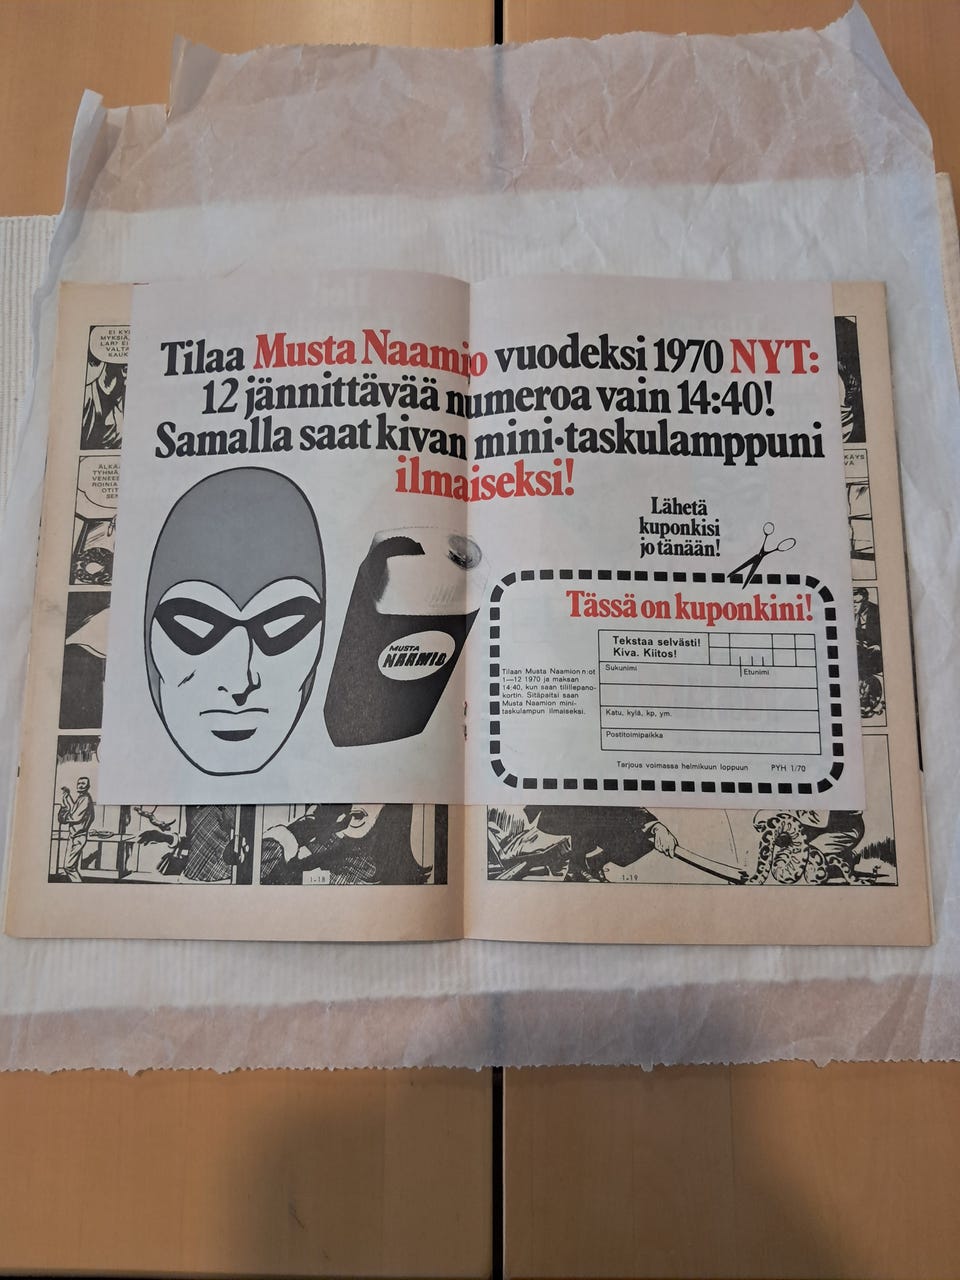 Tilaa Musta Naamio vuodeksi 1970 NYT:
12 jännittävää numeroa vain 14:40!
Samalla saat kivan mini-taskulamppuni
ilmaiseksi!
Lähetä
kuponkisi
jo tänään!
MUSTA
NAAMIO
Tässä on kuponkini!
Tilaan Musta Naamion n:ot
1—12 1970 ja maksan
14:40, kun saan tilillepano-
kortin. Sitäpaitsi saan
Musta Naamion mini-
taskulampun ilmaiseksi.
Tekstaa selvästi!
Kiva. Kiitos!
Sukunimi
Etunimi
Katu, kylä, kp, ym.
Postitoimipaikka
Tarjous voimassa helmikuun loppuun PYH 1/70
1-18
1-19